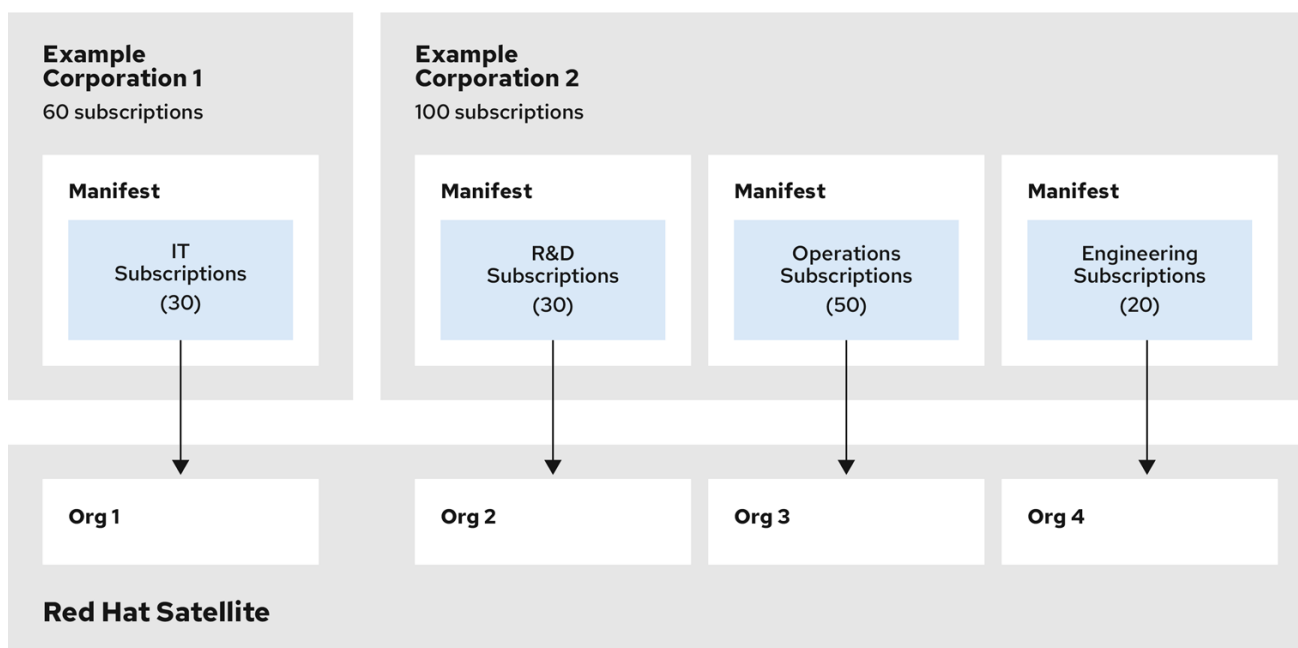 Example
Corporation 1
60 subscriptions
Manifest
IT
Subscriptions
(30)
Example
Corporation 2
100 subscriptions
Manifest
R&D
Subscriptions
(30)
Manifest
Operations
Subscriptions
(50)
Manifest
Engineering
Subscriptions
(20)
Org 1
Org 2
Org 3
Org 4
Red Hat Satellite